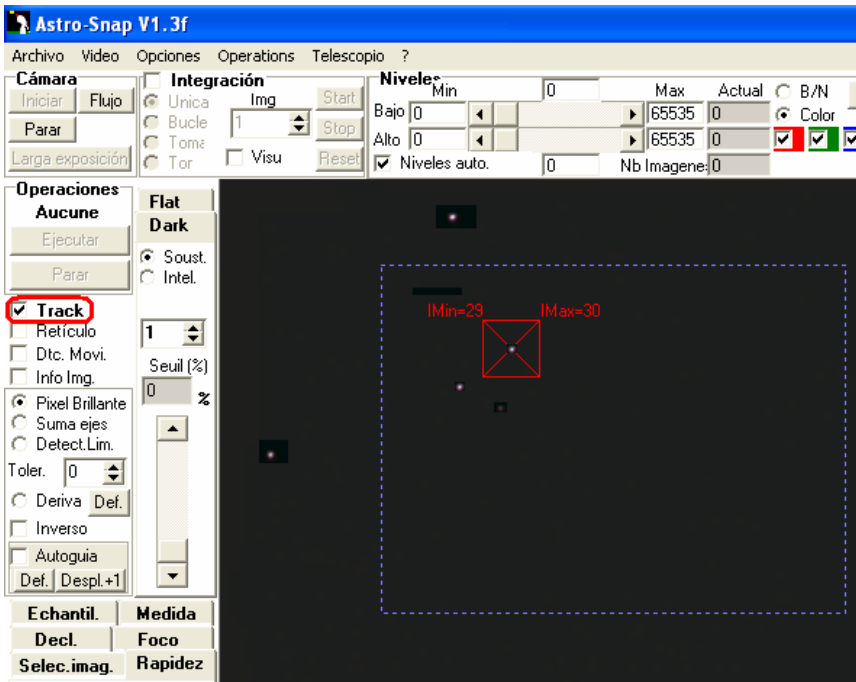 Astro-Snap V1.3f
Archivo Video Opciones Operations Telescopio ?
Cámara
Iniciar Flujo
Parar
Larga exposición
Integración
Unica
Bucle
Toma
Tor
Img
1
Visu
Start
Stop
Reset
Niveles
Min 0 Max Actual
Bajo 0 65535 0
Alto 0 65535 0
Niveles auto. 0 Nb Imagene: 0
B/N
Color
Operaciones
Aucune
Ejecutar
Parar
Track
Retículo
Dtc. Movi.
Info Img.
Pixel Brillante
Suma ejes
Detect.Lim.
Toler. 0
Deriva Def.
Inverso
Autoguia
Def. Despl.+1
Flat
Dark
Soust.
Intel.
1
Seuil (%)
0 %
Echantil. Medida
Decl. Foco
Selec.imag. Rapidez
IMin=29 IMax=30